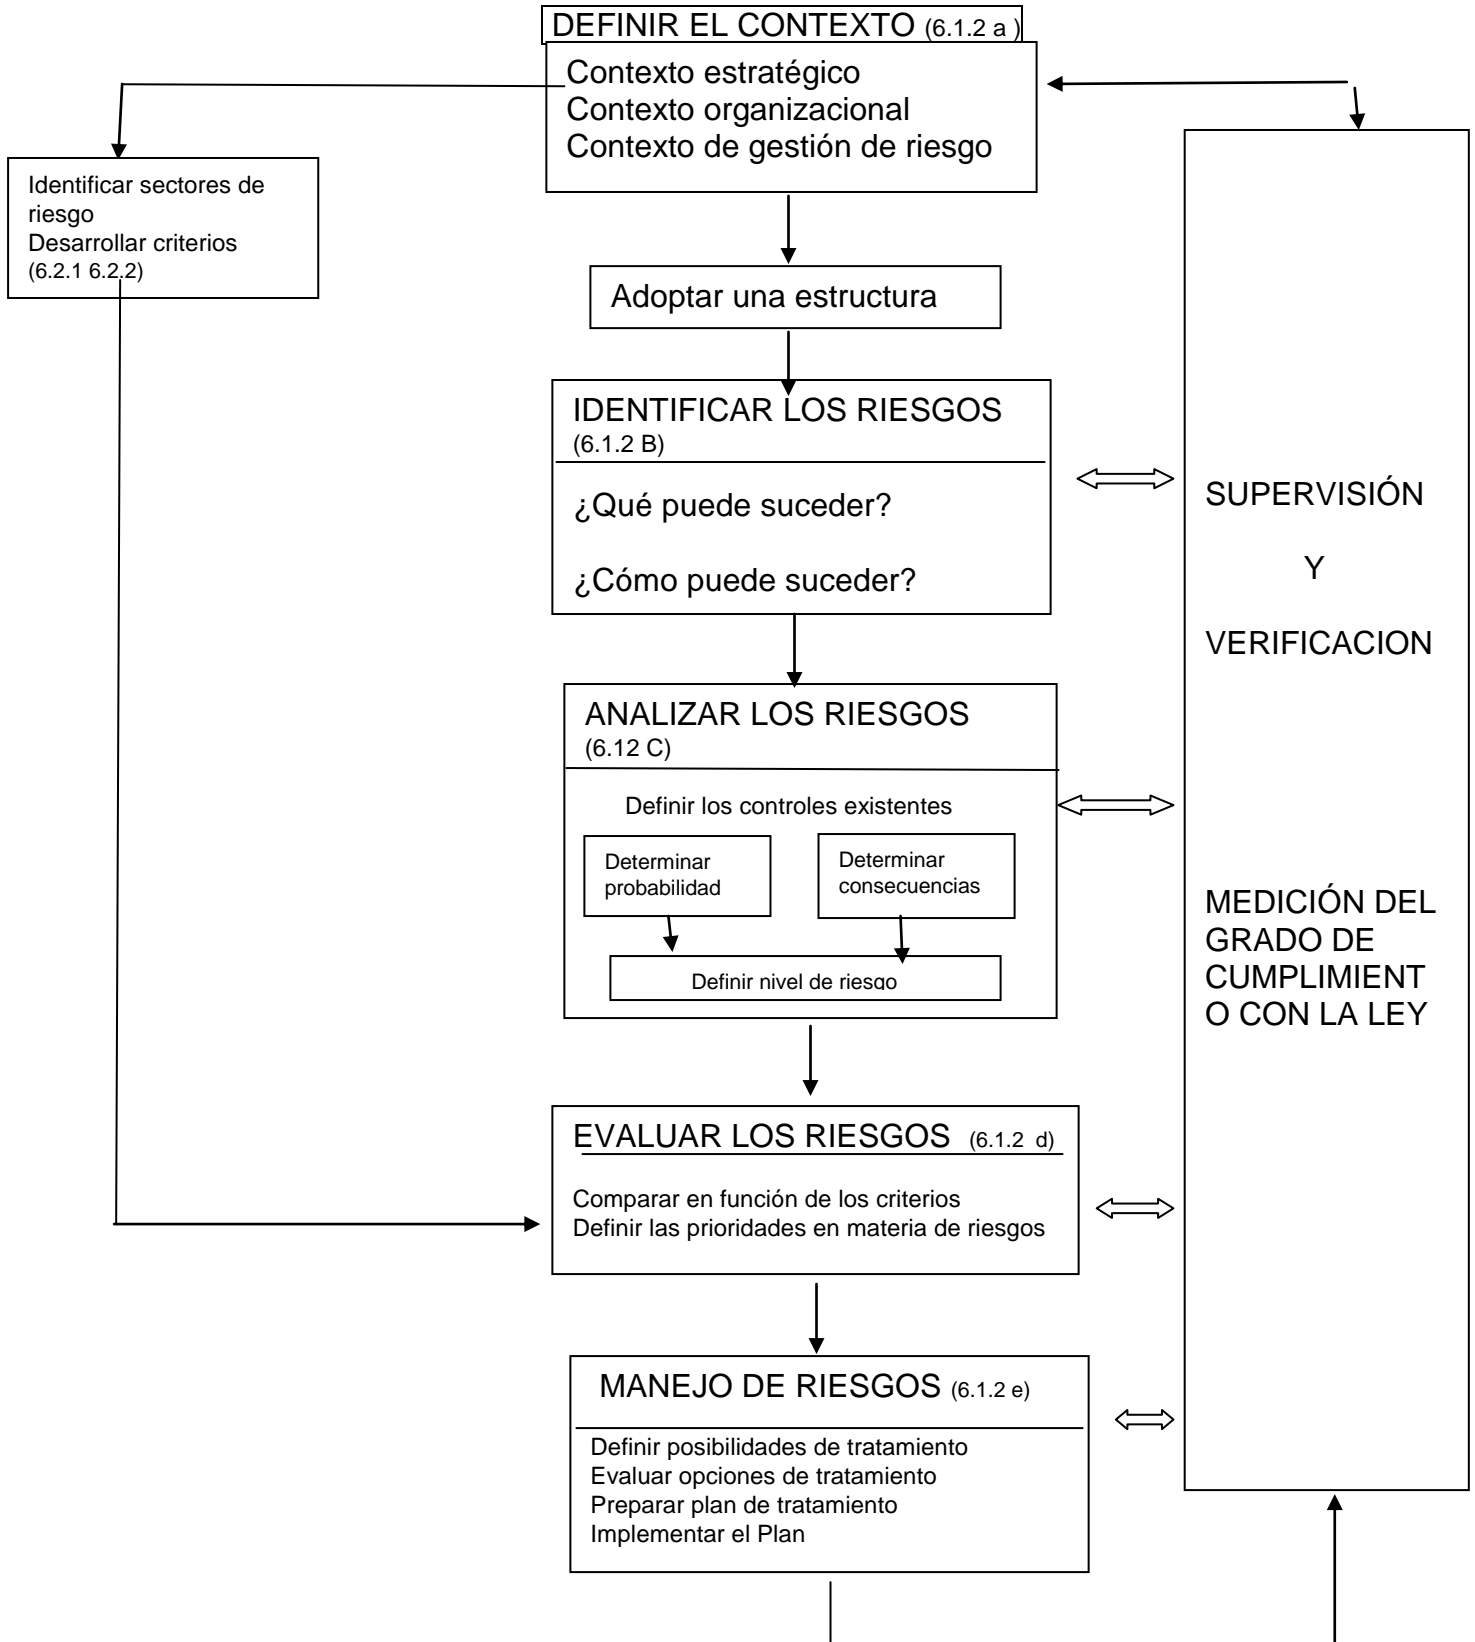 DEFINIR EL CONTEXTO (6.1.2 a )
Contexto estratégico
Contexto organizacional
Contexto de gestión de riesgo
Identificar sectores de
riesgo
Desarrollar criterios
(6.2.1 6.2.2)
Adoptar una estructura
IDENTIFICAR LOS RIESGOS
(6.1.2 B)
¿Qué puede suceder?
¿Cómo puede suceder?
ANALIZAR LOS RIESGOS
(6.12 C)
Definir los controles existentes
Determinar
probabilidad
Determinar
consecuencias
Definir nivel de riesgo
EVALUAR LOS RIESGOS (6.1.2 d)
Comparar en función de los criterios
Definir las prioridades en materia de riesgos
MANEJO DE RIESGOS (6.1.2 e)
Definir posibilidades de tratamiento
Evaluar opciones de tratamiento
Preparar plan de tratamiento
Implementar el Plan
SUPERVISIÓN
Y
VERIFICACION
MEDICIÓN DEL
GRADO DE
CUMPLIMIENT
O CON LA LEY